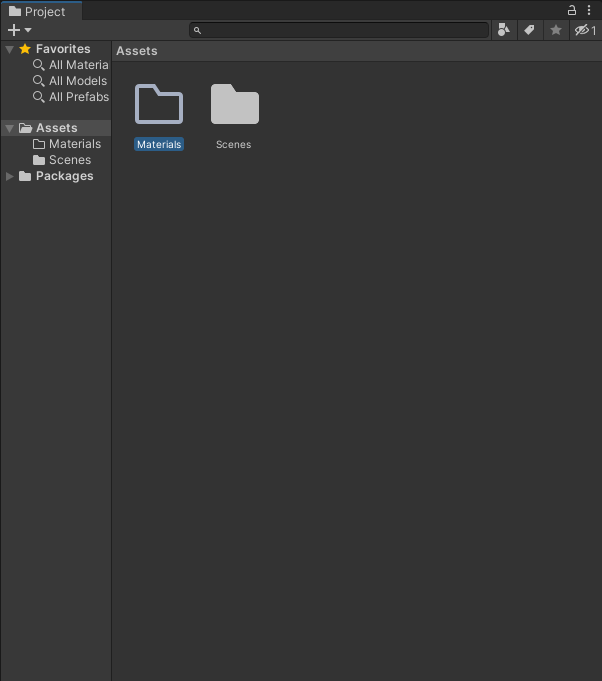 Project
1
Favorites
All Materia
All Models
All Prefabs
Assets
Materials
Scenes
Packages
Assets
Materials
Scenes